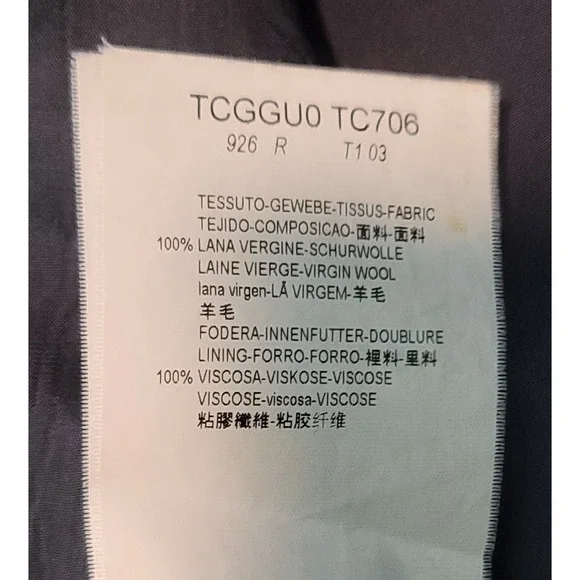 TCGGU0 TC706
926 R T1 03
TESSUTO-GEWEBE-TISSUS-FABRIC
TEJIDO-COMPOSICAO-面料-面料
100% LANA VERGINE-SCHURWOLLE
LAINE VIERGE-VIRGIN WOOL
lana virgen-LÃ VIRGEM-羊毛
羊毛
FODERA-INNENFUTTER-DOUBLURE
LINING-FORRO-FORRO-裡料-里料
100% VISCOSA-VISKOSE-VISCOSE
VISCOSE-viscosa-VISCOSE
粘膠纖維-粘胶纤维